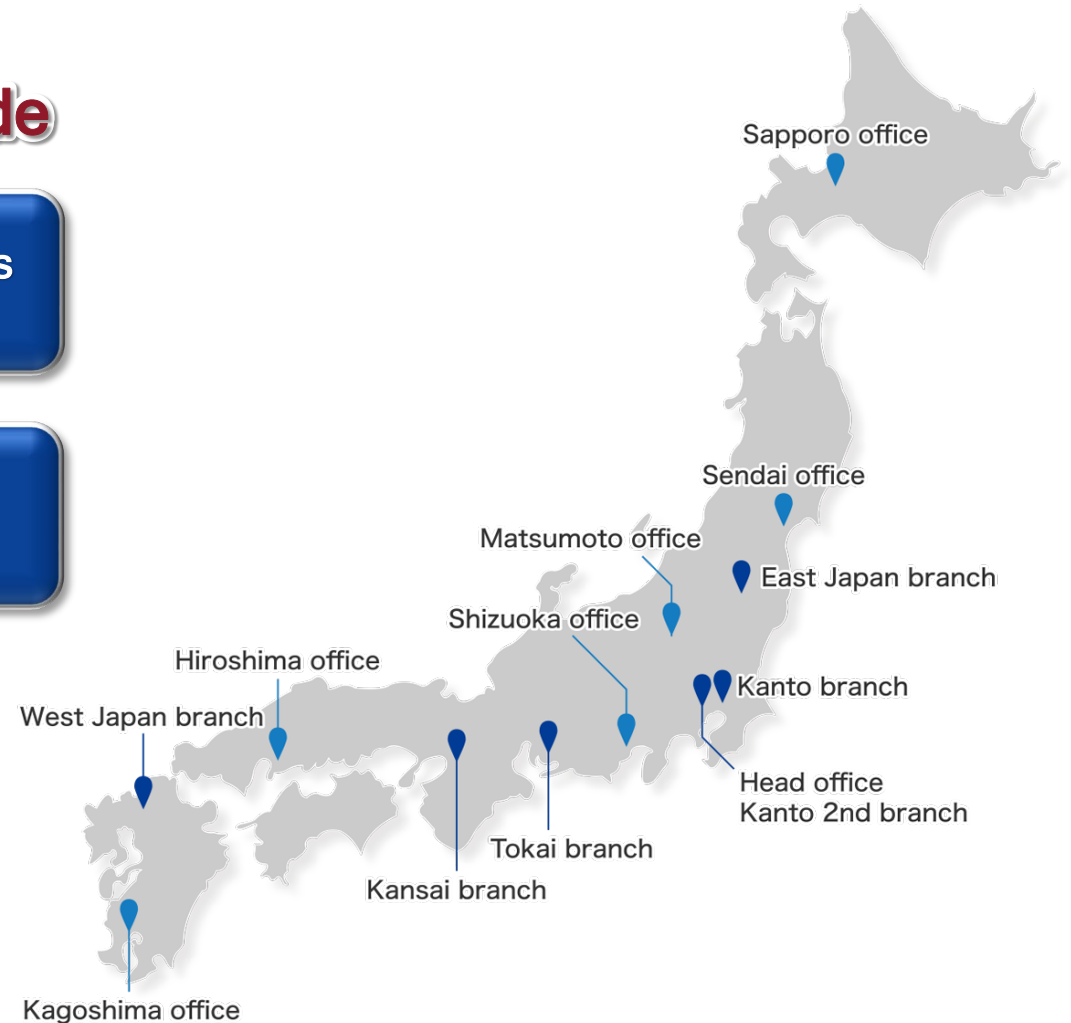 de
s
Sapporo office
Sendai office
Matsumoto office
East Japan branch
Shizuoka office
Hiroshima office
Kanto branch
West Japan branch
Head office
Kanto 2nd branch
Tokai branch
Kansai branch
Kagoshima office